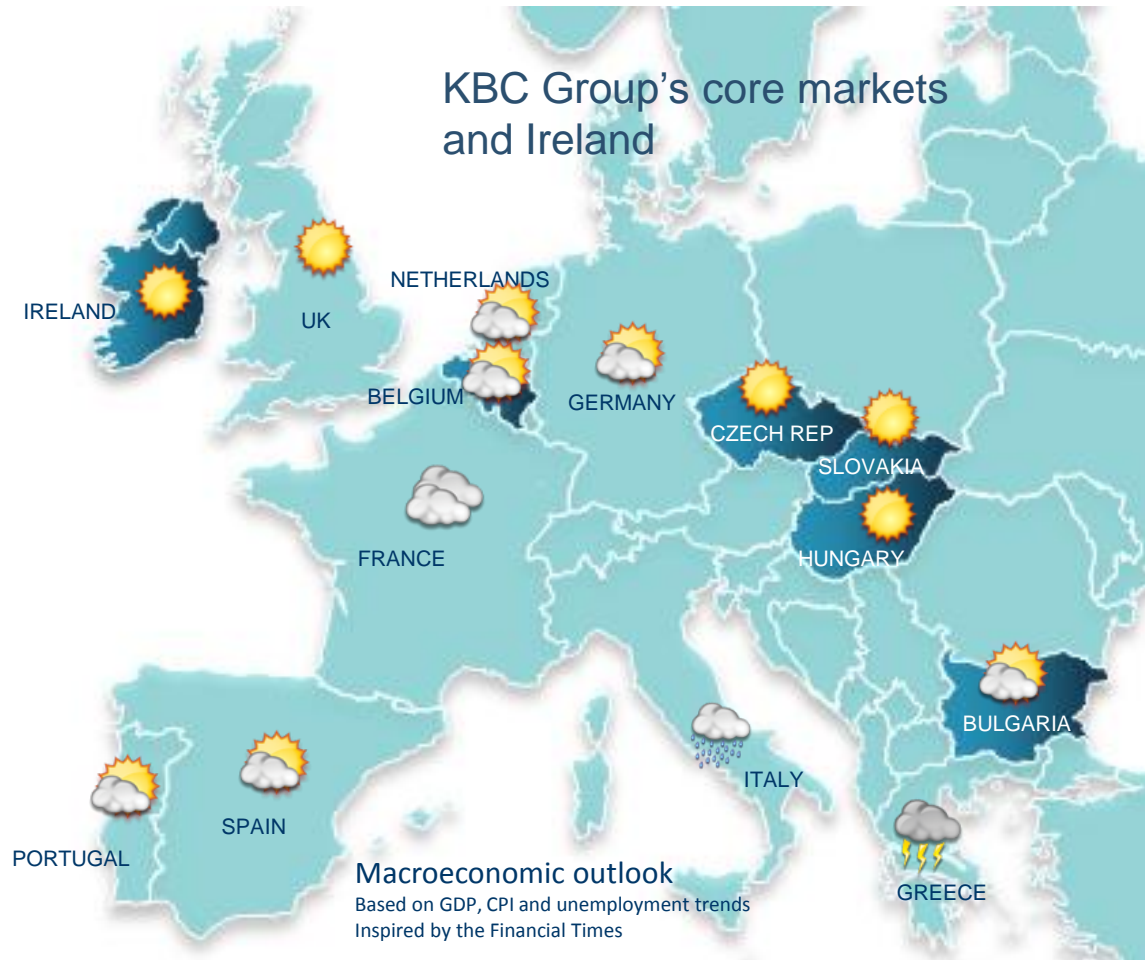 KBC Group's core markets
and Ireland
NETHERLANDS
IRELAND
UK
BELGIUM
GERMANY
CZECH REP
SLOVAKIA
FRANCE
HUNGARY
BULGARIA
ITALY
SPAIN
PORTUGAL
GREECE
Macroeconomic outlook
Based on GDP, CPI and unemployment trends
Inspired by the Financial Times